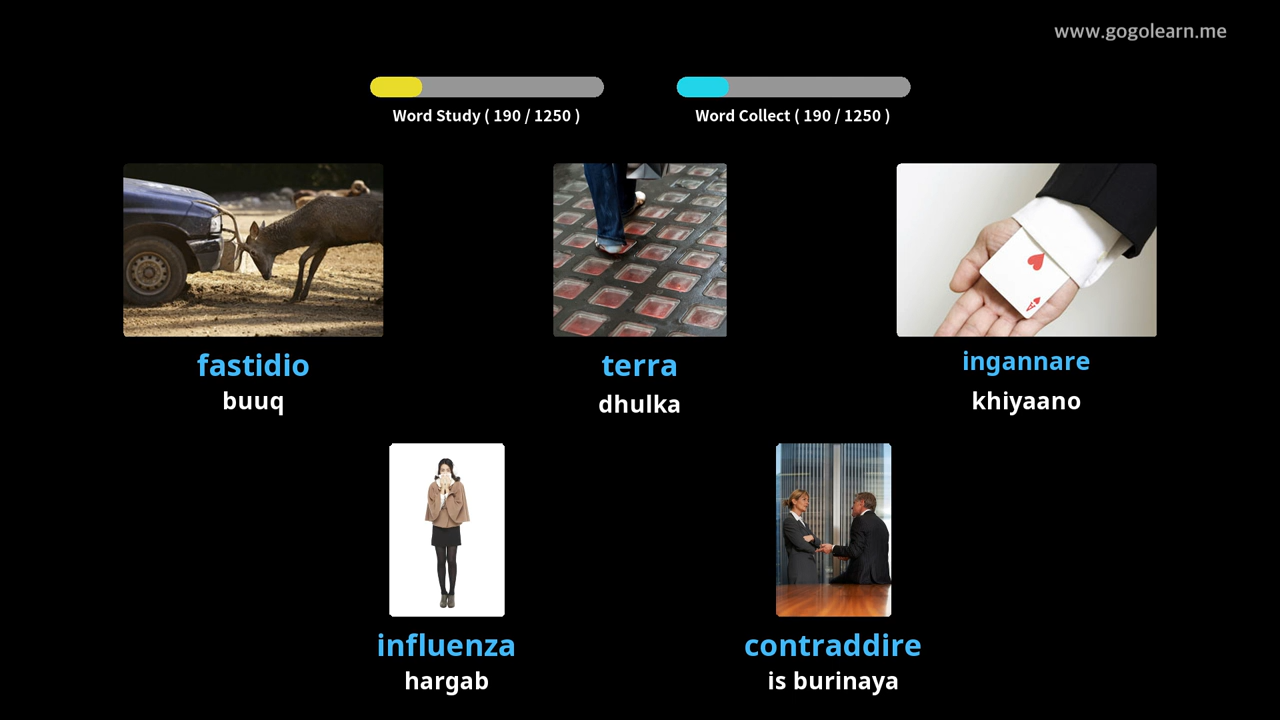 www.gogolearn.me
Word Study ( 190 / 1250 )
Word Collect ( 190 / 1250 )
fastidio
buuq
terra
dhulka
ingannare
khiyaano
influenza
hargab
contraddire
is burinaya